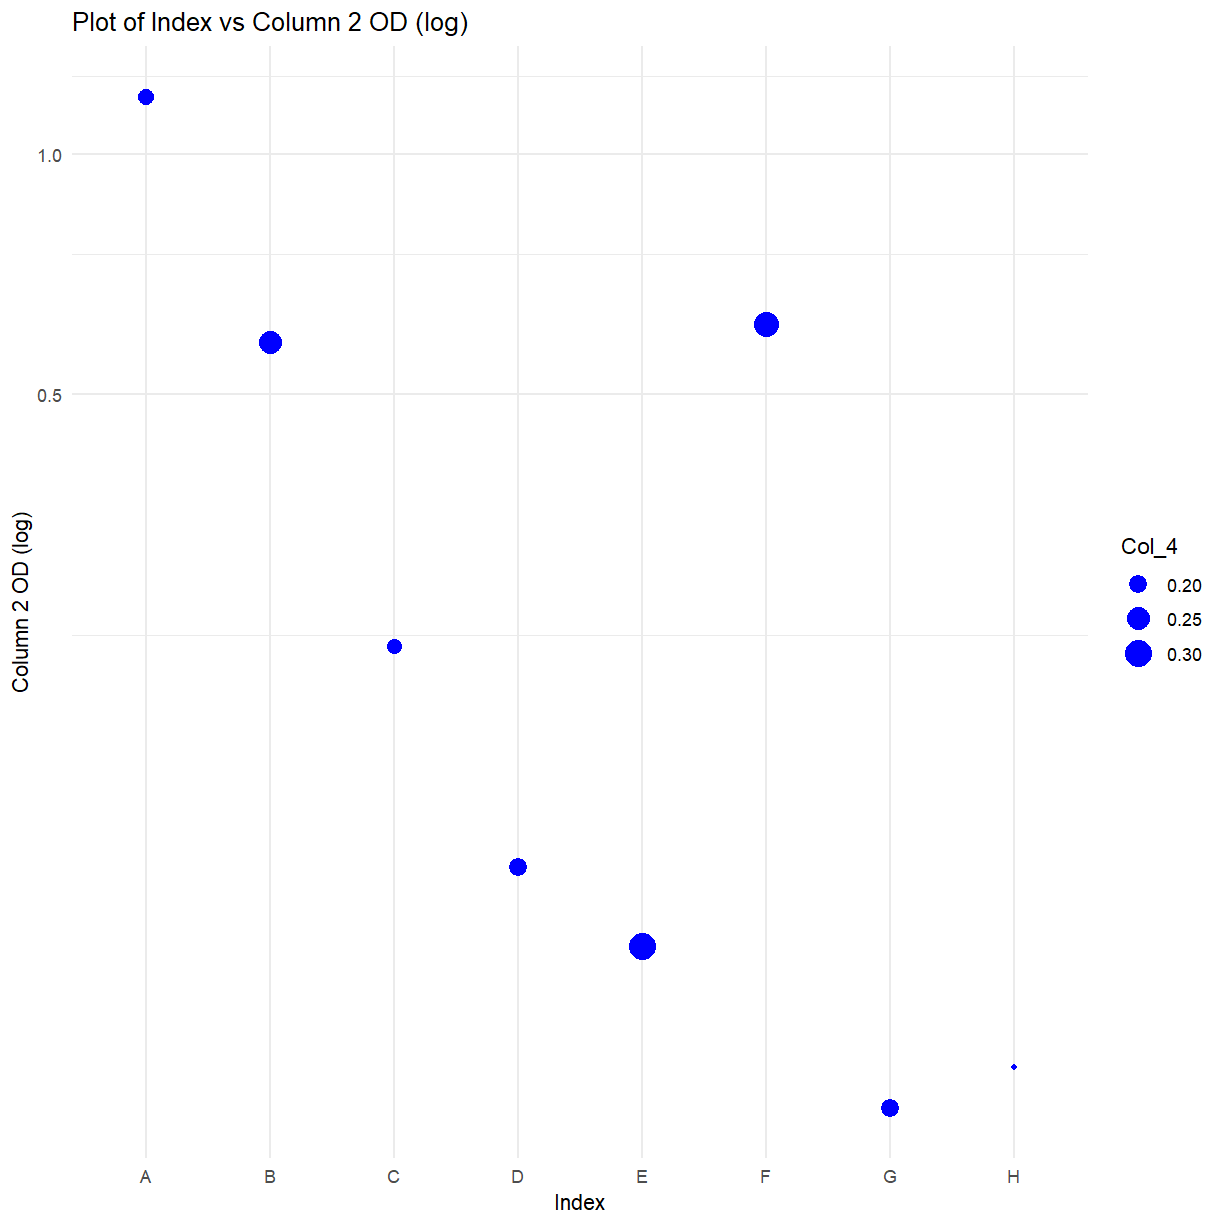 Plot of Index vs Column 2 OD (log)
1.0
0.5
Column 2 OD (log)
A B C D E F G H
Index
Col_4
0.20
0.25
0.30